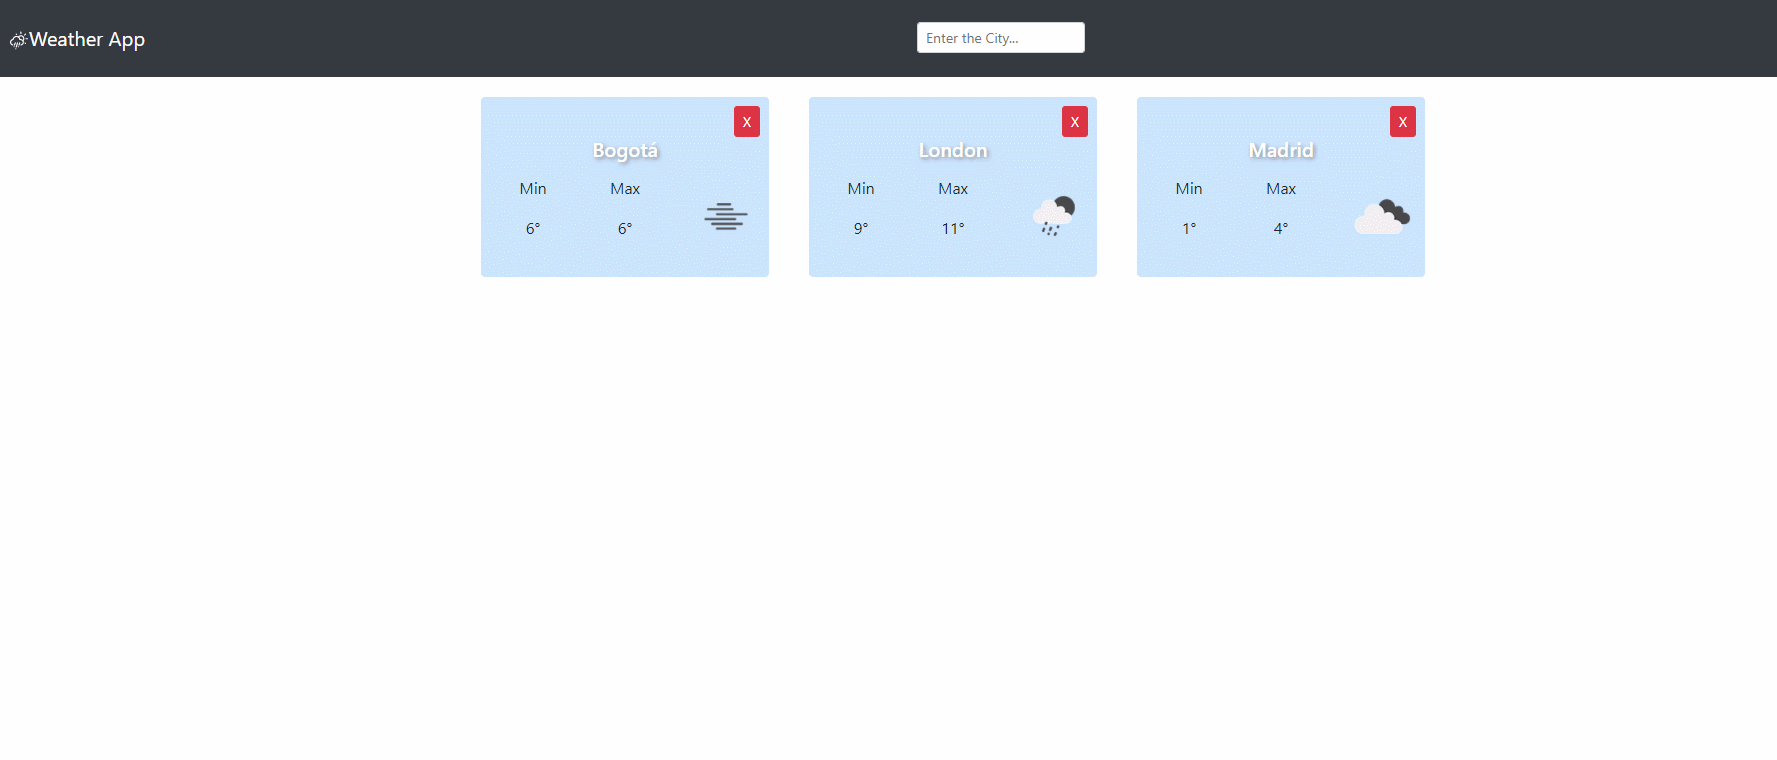 Weather App
Enter the City...
X
Bogotá
Min Max
6° 6°
X
London
Min Max
9° 11°
X
Madrid
Min Max
1° 4°